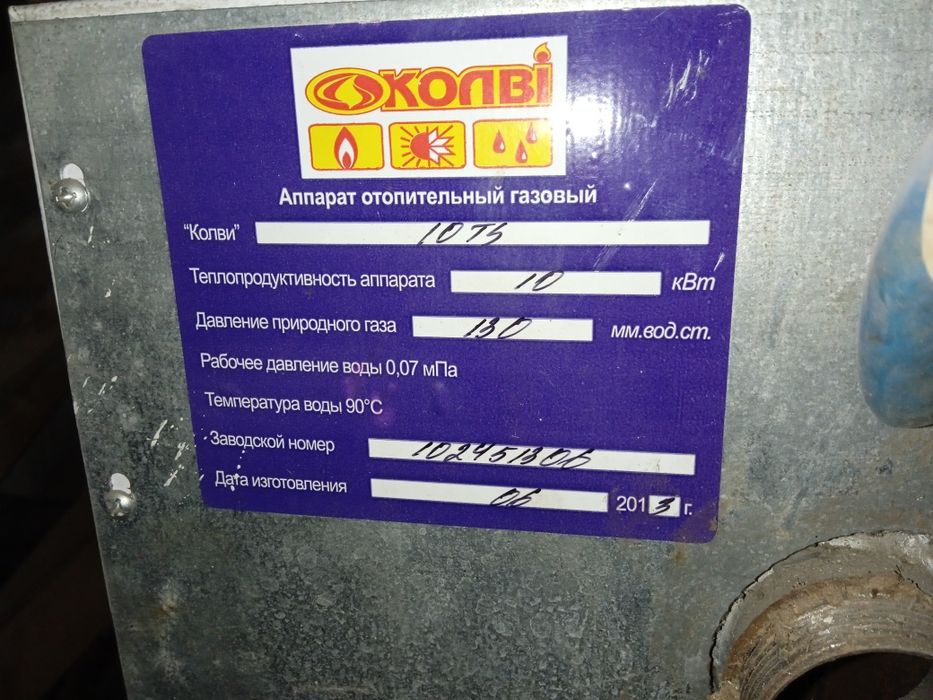 КОЛВІ
Аппарат отопительный газовый
"Колви" 10 TS
Теплопродуктивность аппарата 10 кВт
Давление природного газа 130 мм.вод.ст.
Рабочее давление воды 0,07 мПа
Температура воды 90°С
Заводской номер 102451306
Дата изготовления 06 2013 г.